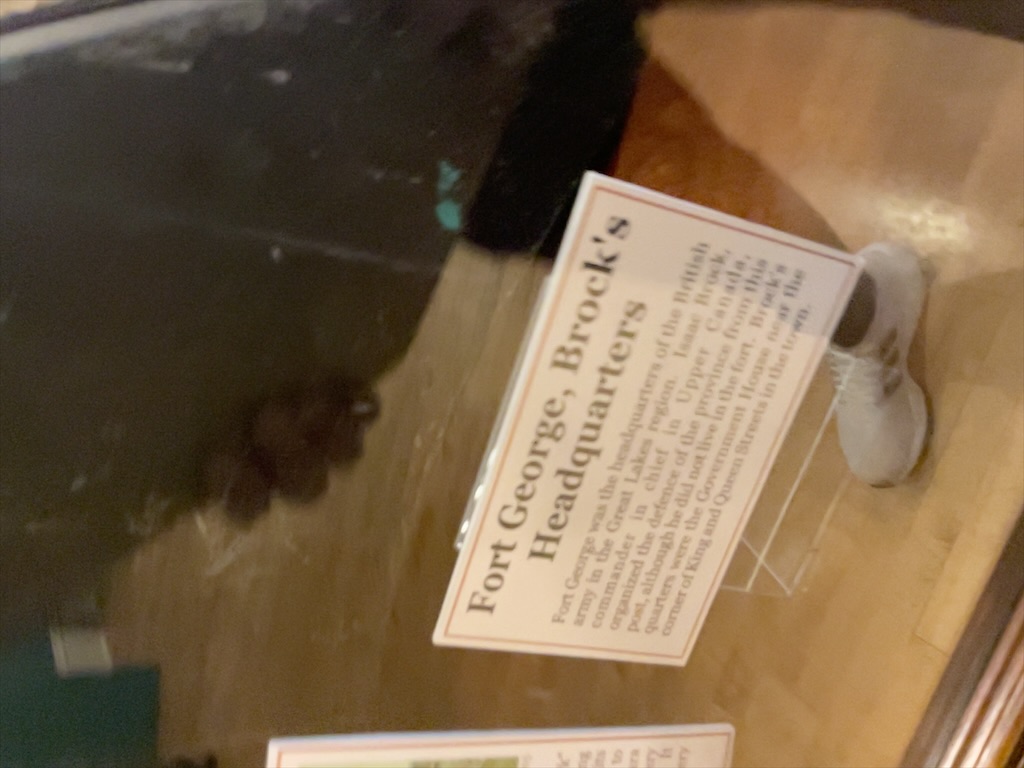 Fort George, Brock's
Headquarters
Fort George was the headquarters of the British
army in the Great Lakes region. Isaac Brock,
commander in chief in Upper Canada,
organized the defence of the province from this
post, although he did not live in the fort. Brock's
quarters were the Government House near the
corner of King and Queen Streets in the town.